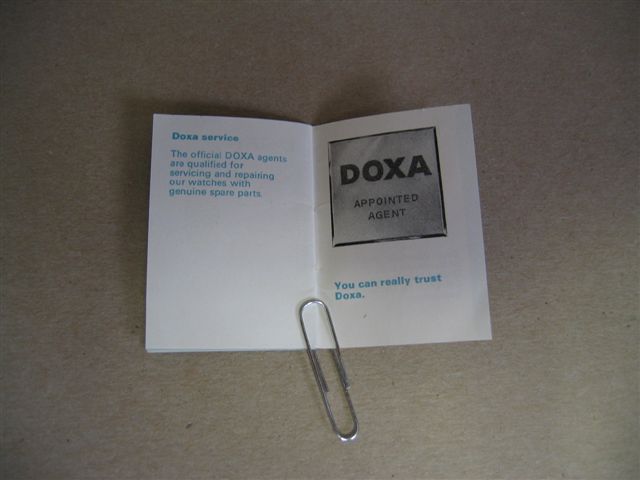 Doxa service
The official DOXA agents
are qualified for
servicing and repairing
our watches with
genuine spare parts.
DOXA
APPOINTED
AGENT
You can really trust
Doxa.